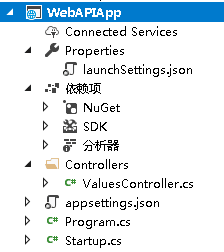 WebAPIApp
Connected Services
Properties
launchSettings.json
依赖项
NuGet
SDK
分析器
Controllers
C# ValuesController.cs
appsettings.json
C# Program.cs
C# Startup.cs